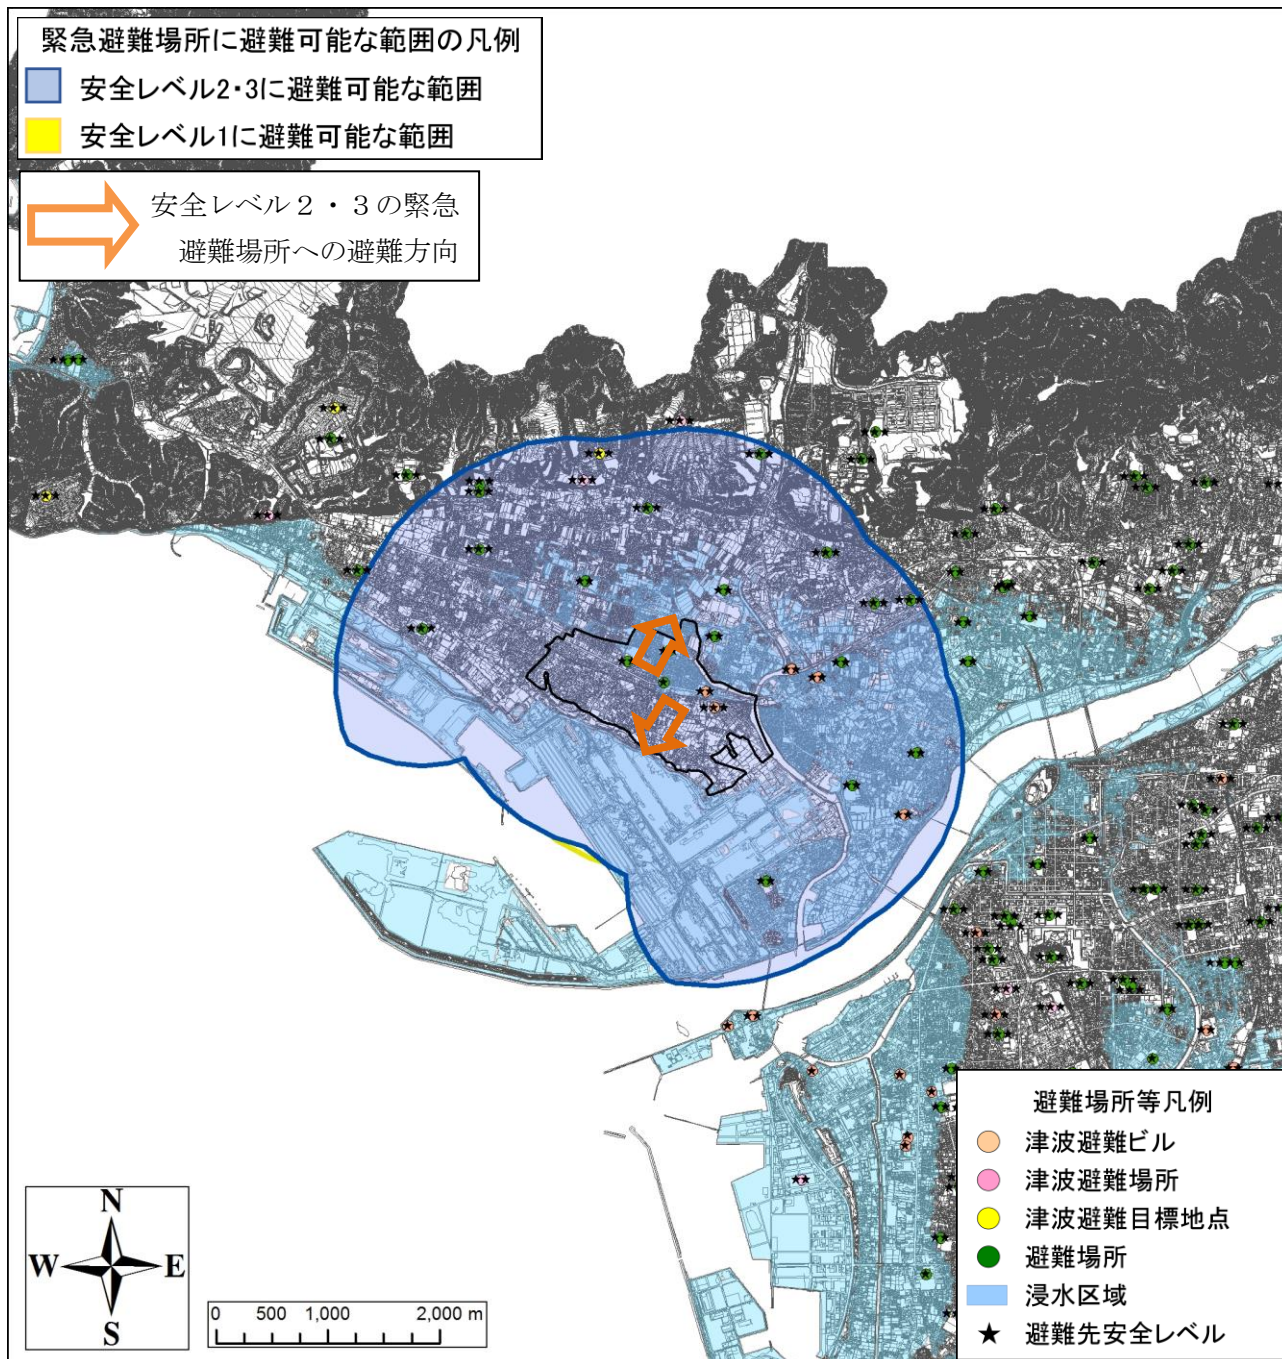 緊急避難場所に避難可能な範囲の凡例
安全レベル2・3に避難可能な範囲
安全レベル1に避難可能な範囲
安全レベル２・３の緊急
避難場所への避難方向
避難場所等凡例
津波避難ビル
津波避難場所
津波避難目標地点
避難場所
浸水区域
★ 避難先安全レベル
N
W E
S
0 500 1,000 2,000 m